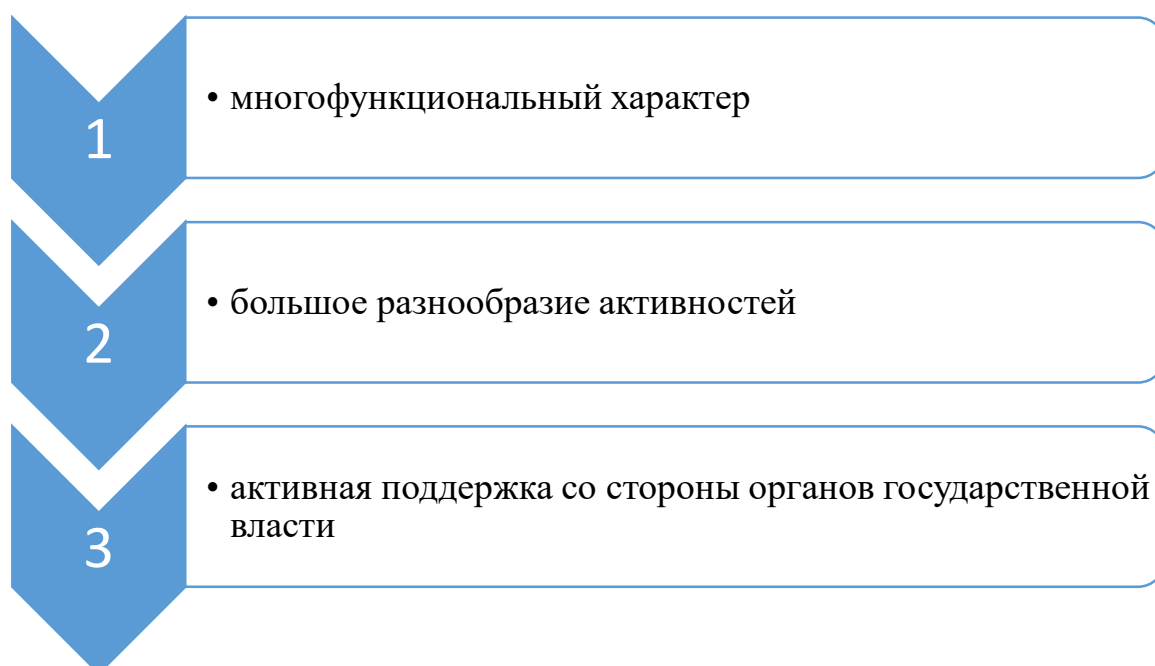 1
• многофункциональный характер
2
• большое разнообразие активностей
3
• активная поддержка со стороны органов государственной
власти